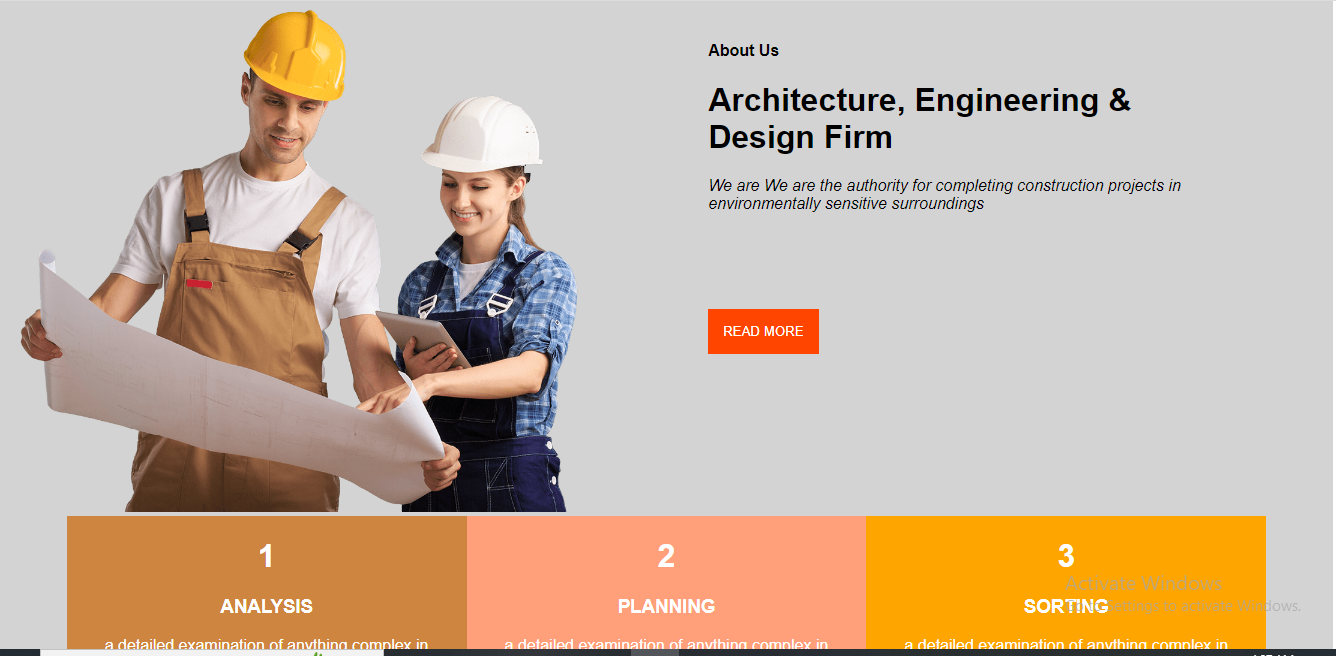 About Us
Architecture, Engineering &
Design Firm
We are We are the authority for completing construction projects in
environmentally sensitive surroundings
READ MORE
1
2
3
ANALYSIS
PLANNING
SORTING
a detailed examination of anything complex in
a detailed examination of anything complex in
a detailed examination of anything complex in
Activate Windows
Go to Settings to activate Windows.